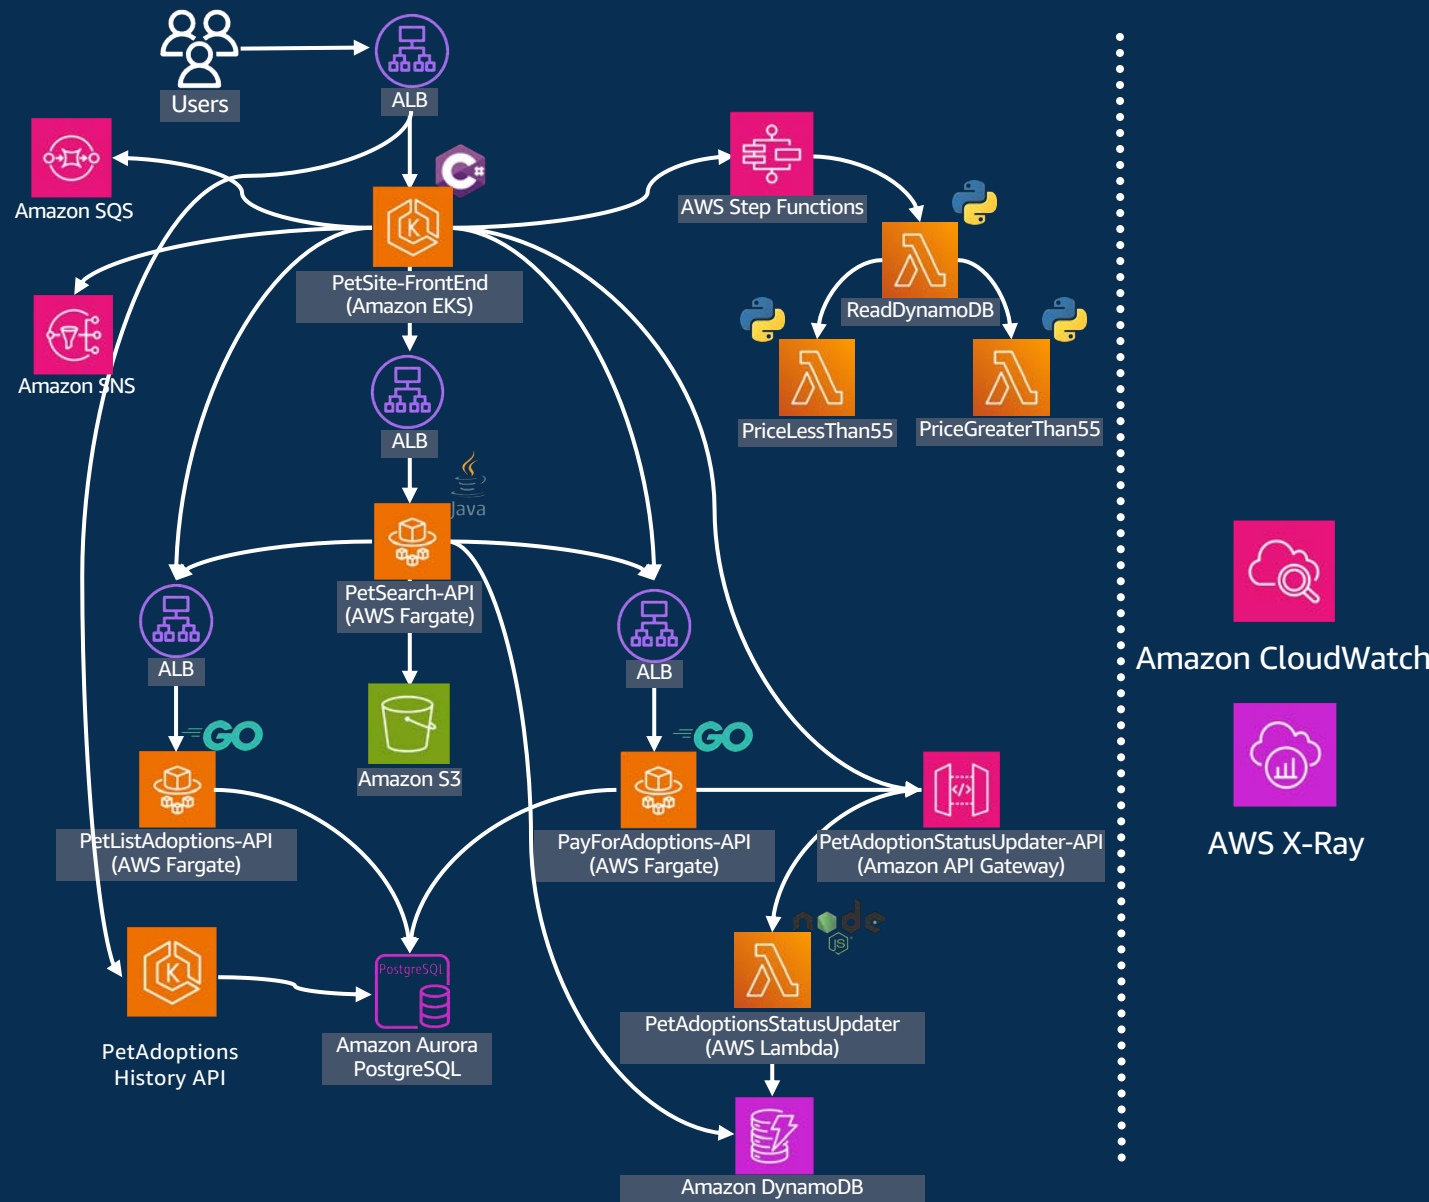 Users
ALB
Amazon SQS
C#
AWS Step Functions
PetSite-FrontEnd
(Amazon EKS)
ReadDynamoDB
Amazon SNS
ALB
PriceLessThan55
PriceGreaterThan55
Java
PetSearch-API
(AWS Fargate)
ALB
ALB
Amazon CloudWatch
GO
GO
Amazon S3
PetListAdoptions-API
(AWS Fargate)
PayForAdoptions-API
(AWS Fargate)
</>
PetAdoptionStatusUpdater-API
(Amazon API Gateway)
AWS X-Ray
node
JS
K
K
PostgreSQL
PetAdoptions
History API
Amazon Aurora
PostgreSQL
PetAdoptionsStatusUpdater
(AWS Lambda)
Amazon DynamoDB